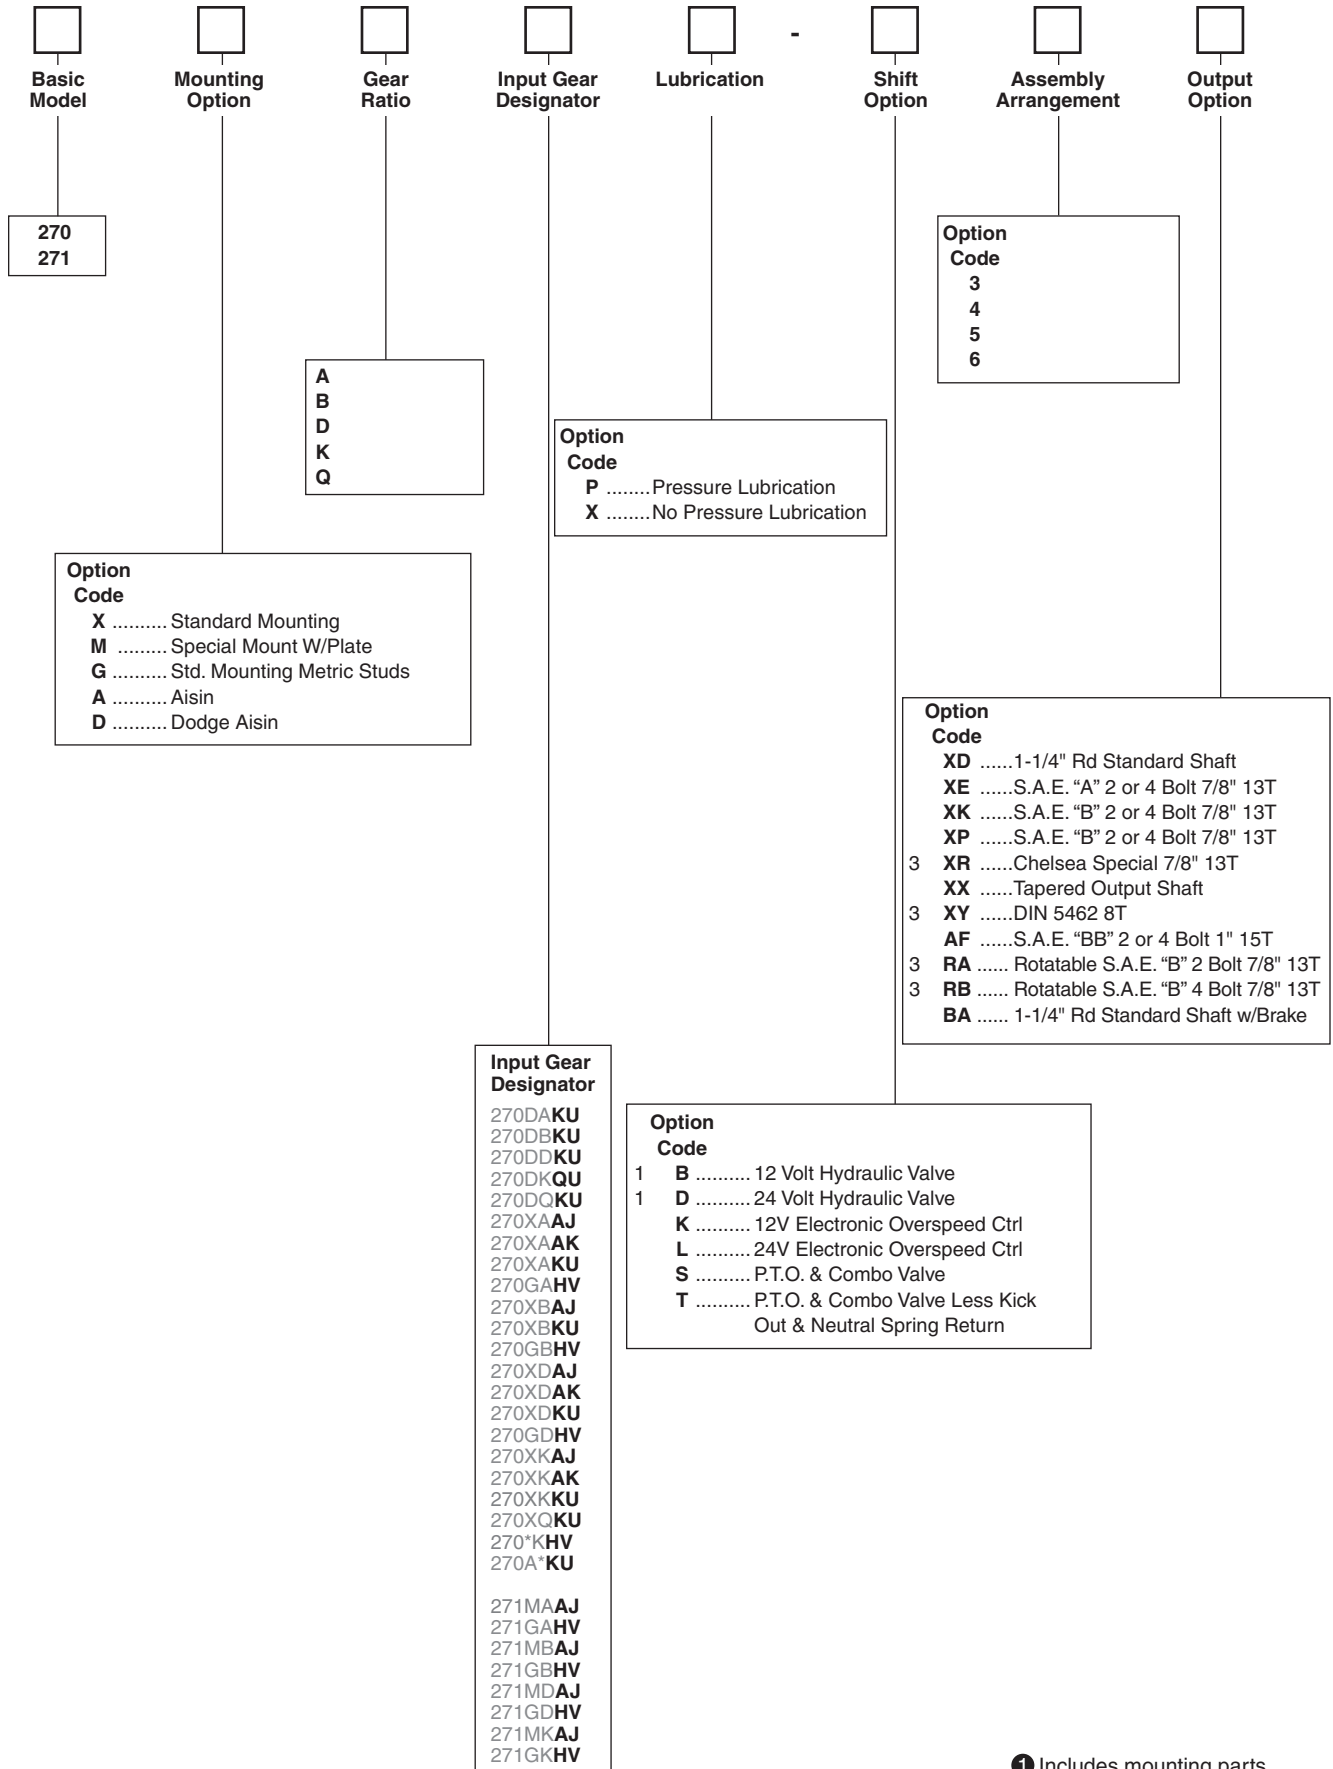 -
Basic Model
Mounting Option
Gear Ratio
Input Gear Designator
Lubrication
Shift Option
Assembly Arrangement
Output Option
270
271
Option
Code
3
4
5
6
A
B
D
K
Q
Option
Code
P ........Pressure Lubrication
X ........No Pressure Lubrication
Option
Code
X .......... Standard Mounting
M ......... Special Mount W/Plate
G .......... Std. Mounting Metric Studs
A .......... Aisin
D .......... Dodge Aisin
Option
Code
XD ......1-1/4" Rd Standard Shaft
XE ......S.A.E. “A” 2 or 4 Bolt 7/8" 13T
XK ......S.A.E. “B” 2 or 4 Bolt 7/8" 13T
XP ......S.A.E. “B” 2 or 4 Bolt 7/8" 13T
3 XR ......Chelsea Special 7/8" 13T
XX ......Tapered Output Shaft
3 XY ......DIN 5462 8T
AF ......S.A.E. “BB” 2 or 4 Bolt 1" 15T
3 RA ...... Rotatable S.A.E. “B” 2 Bolt 7/8" 13T
3 RB ...... Rotatable S.A.E. “B” 4 Bolt 7/8" 13T
BA ...... 1-1/4" Rd Standard Shaft w/Brake
Input Gear
Designator
270DAKU
270DBKU
270DDKU
270DKQU
270DQKU
270XAAJ
270XAAK
270XAKU
270GAHV
270XBAJ
270XBKU
270GBHV
270XDAJ
270XDAK
270XDKU
270GDHV
270XKAJ
270XKAK
270XKKU
270XQKU
270*KHV
270A*KU
271MAAJ
271GAHV
271MBAJ
271GBHV
271MDAJ
271GDHV
271MKAJ
271GKHV
Option
Code
1 B .......... 12 Volt Hydraulic Valve
1 D .......... 24 Volt Hydraulic Valve
K .......... 12V Electronic Overspeed Ctrl
L .......... 24V Electronic Overspeed Ctrl
S .......... P.T.O. & Combo Valve
T .......... P.T.O. & Combo Valve Less Kick
Out & Neutral Spring Return
1 Includes mounting parts